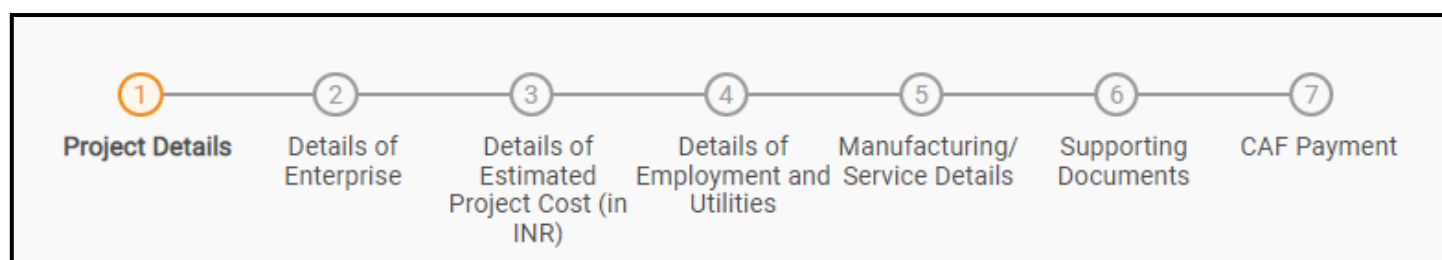 1 2 3 4 5 6 7
Project Details
Details of
Enterprise
Details of
Estimated
Project Cost (in
INR)
Details of
Employment and
Utilities
Manufacturing/
Service Details
Supporting
Documents
CAF Payment